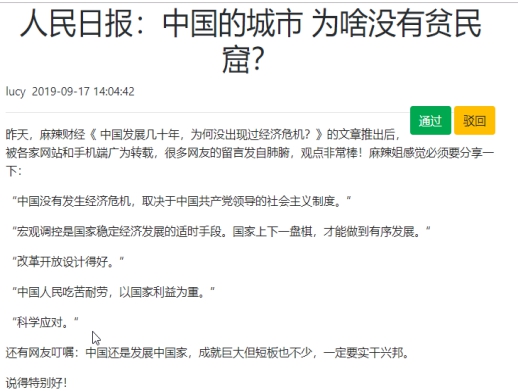 人民日报：中国的城市 为啥没有贫民
窟？
lucy 2019-09-17 14:04:42
通过 驳回
昨天，麻辣财经《 中国发展几十年，为何没出现过经济危机？》的文章推出后，
被各家网站和手机端广为转载，很多网友的留言发自肺腑，观点非常棒！麻辣姐感觉必须要分享一
下：
“中国没有发生经济危机，取决于中国共产党领导的社会主义制度。“
“宏观调控是国家稳定经济发展的适时手段。国家上下一盘棋，才能做到有序发展。“
“改革开放设计得好。“
“中国人民吃苦耐劳，以国家利益为重。“
“科学应对。“
还有网友叮嘱：中国还是发展中国家，成就巨大但短板也不少，一定要实干兴邦。
说得特别好！